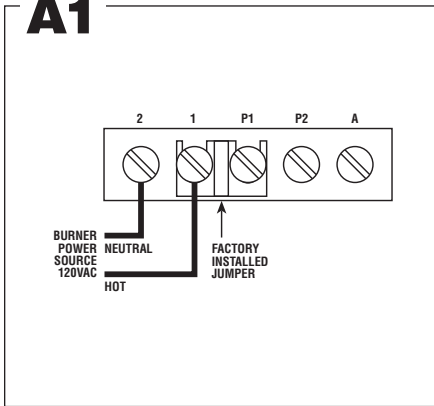 A1
2 1 P1 P2 A
BURNER
POWER NEUTRAL
SOURCE
120VAC
HOT
FACTORY
INSTALLED
JUMPER